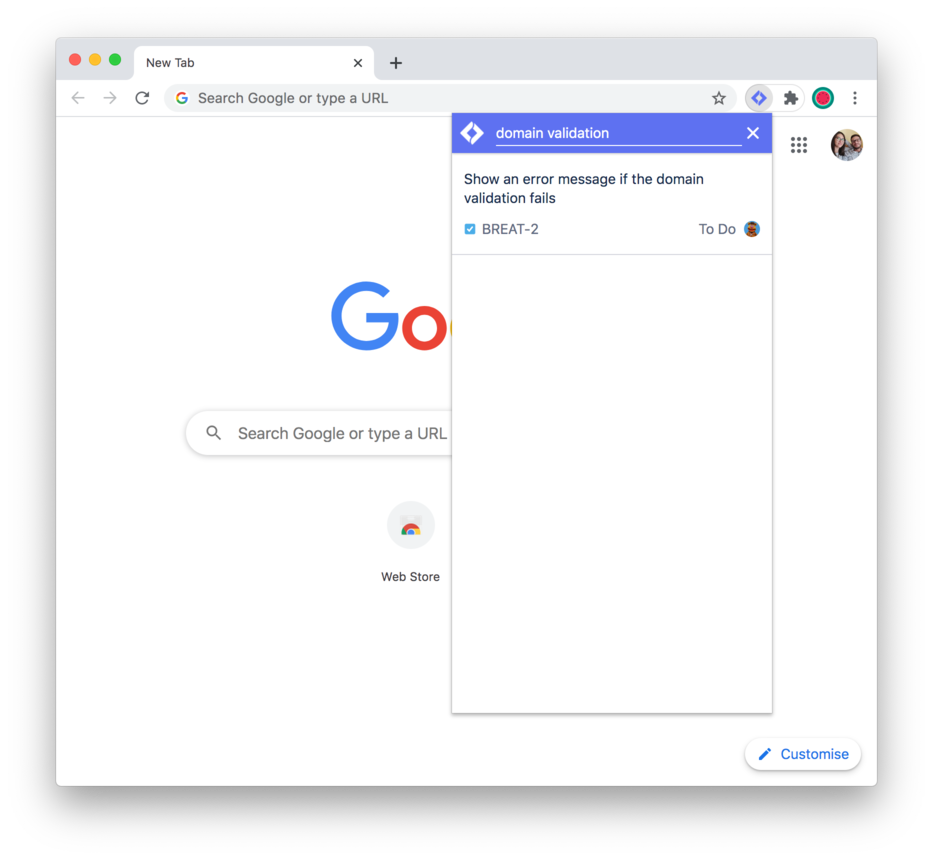 New Tab
Search Google or type a URL
domain validation
Show an error message if the domain
validation fails
BREAT-2
To Do
Go
Search Google or type a URL
Web Store
Customise